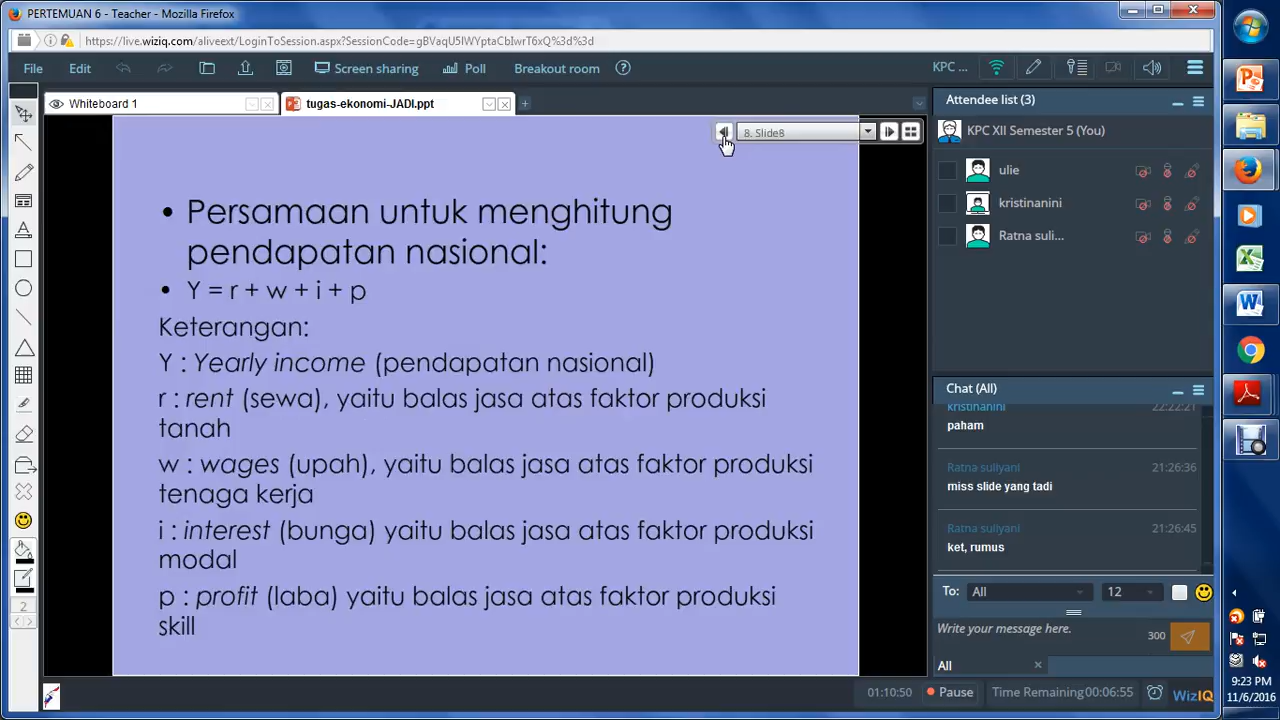 PERTEMUAN 6 - Teacher - Mozilla Firefox
https://live.wiziq.com/aliveext/LoginToSession.aspx?SessionCode=gBVaqU5lWYptaCbIwrT6xQ%3d%3d
File Edit Screen sharing Poll Breakout room ? KPC ...
Whiteboard 1
tugas-ekonomi-JADI.ppt
8. Slide8
• Persamaan untuk menghitung
pendapatan nasional:
• Y = r + w + i + p
Keterangan:
Y : Yearly income (pendapatan nasional)
r : rent (sewa), yaitu balas jasa atas faktor produksi
tanah
w : wages (upah), yaitu balas jasa atas faktor produksi
tenaga kerja
i : interest (bunga) yaitu balas jasa atas faktor produksi
modal
p : profit (laba) yaitu balas jasa atas faktor produksi
skill
2
Attendee list (3)
KPC XII Semester 5 (You)
ulie
kristinanini
Ratna suli...
Chat (All)
kristinanini 22:22:21
paham
Ratna suliyani 21:26:36
miss slide yang tadi
Ratna suliyani 21:26:45
ket, rumus
To: All 12
Write your message here. 300
All
01:10:50 Pause Time Remaining 00:06:55 WizIQ
9:23 PM
11/6/2016